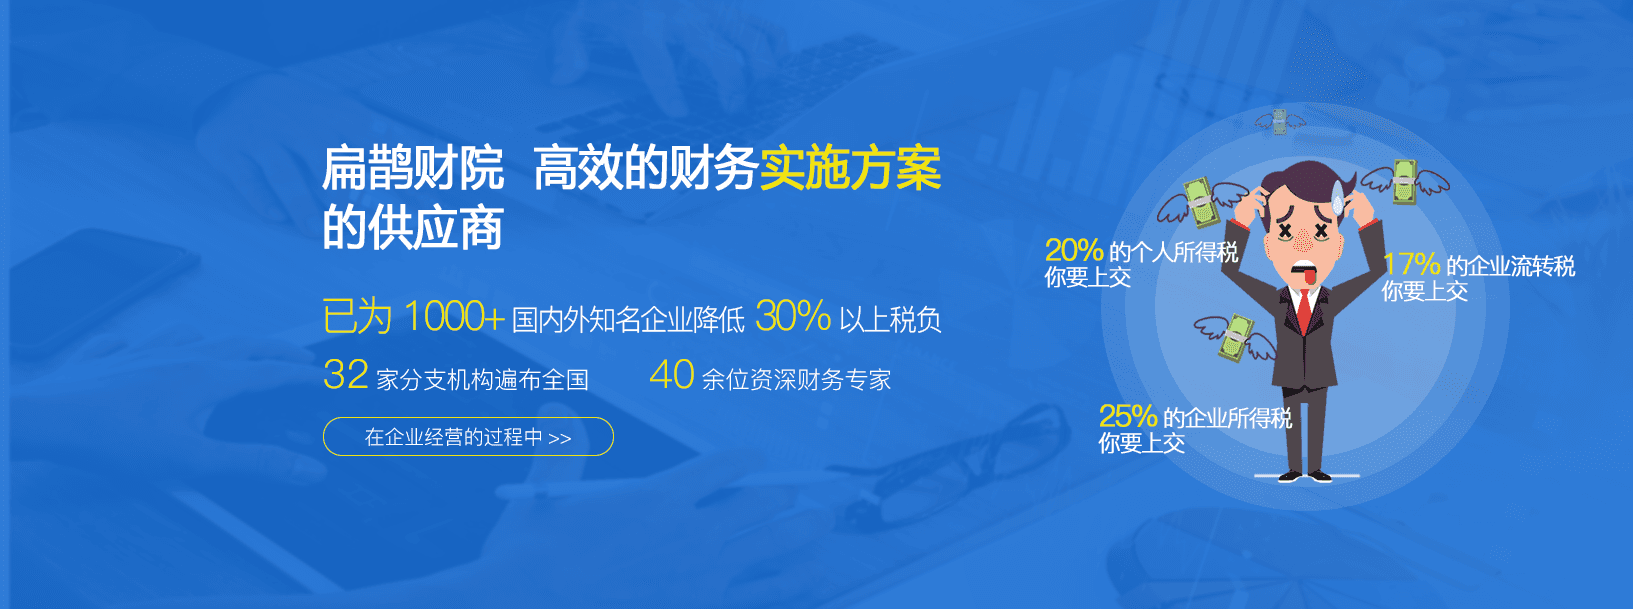 扁鹊财院 高效的财务实施方案
的供应商
已为 1000+ 国内外知名企业降低 30% 以上税负
32 家分支机构遍布全国 40 余位资深财务专家
在企业经营的过程中 >>
20% 的个人所得税
你要上交
17% 的企业流转税
你要上交
25% 的企业所得税
你要上交